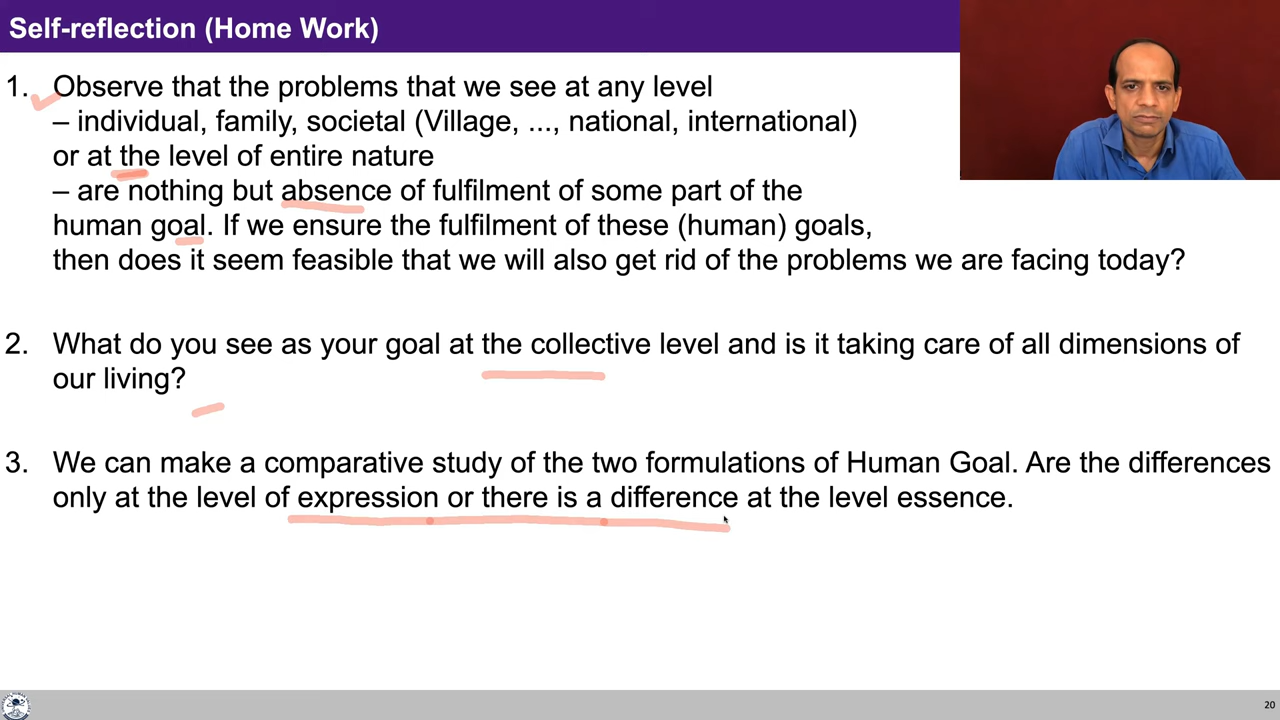 Self-reflection (Home Work)
1. Observe that the problems that we see at any level
– individual, family, societal (Village, ..., national, international)
or at the level of entire nature
– are nothing but absence of fulfilment of some part of the
human goal. If we ensure the fulfilment of these (human) goals,
then does it seem feasible that we will also get rid of the problems we are facing today?
2. What do you see as your goal at the collective level and is it taking care of all dimensions of
our living?
3. We can make a comparative study of the two formulations of Human Goal. Are the differences
only at the level of expression or there is a difference at the level essence.
20